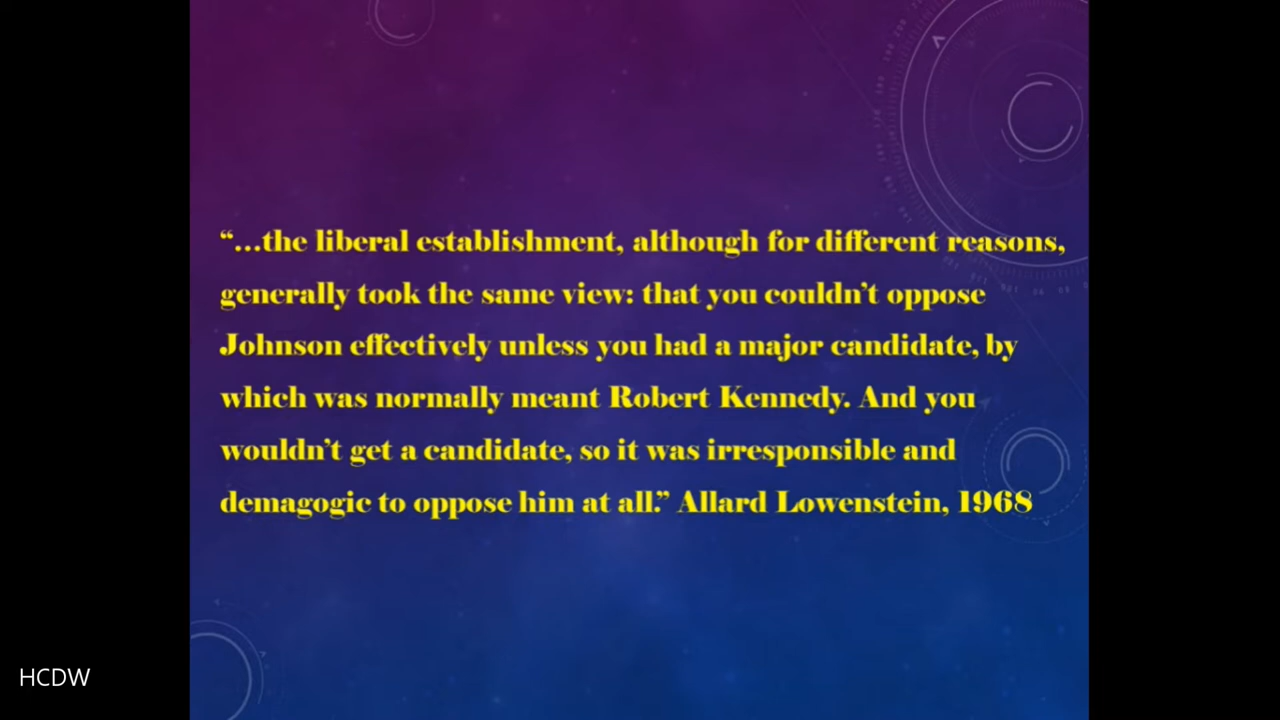 “…the liberal establishment, although for different reasons,
generally took the same view: that you couldn’t oppose
Johnson effectively unless you had a major candidate, by
which was normally meant Robert Kennedy. And you
wouldn’t get a candidate, so it was irresponsible and
demagogic to oppose him at all.” Allard Lowenstein, 1968
HCDW